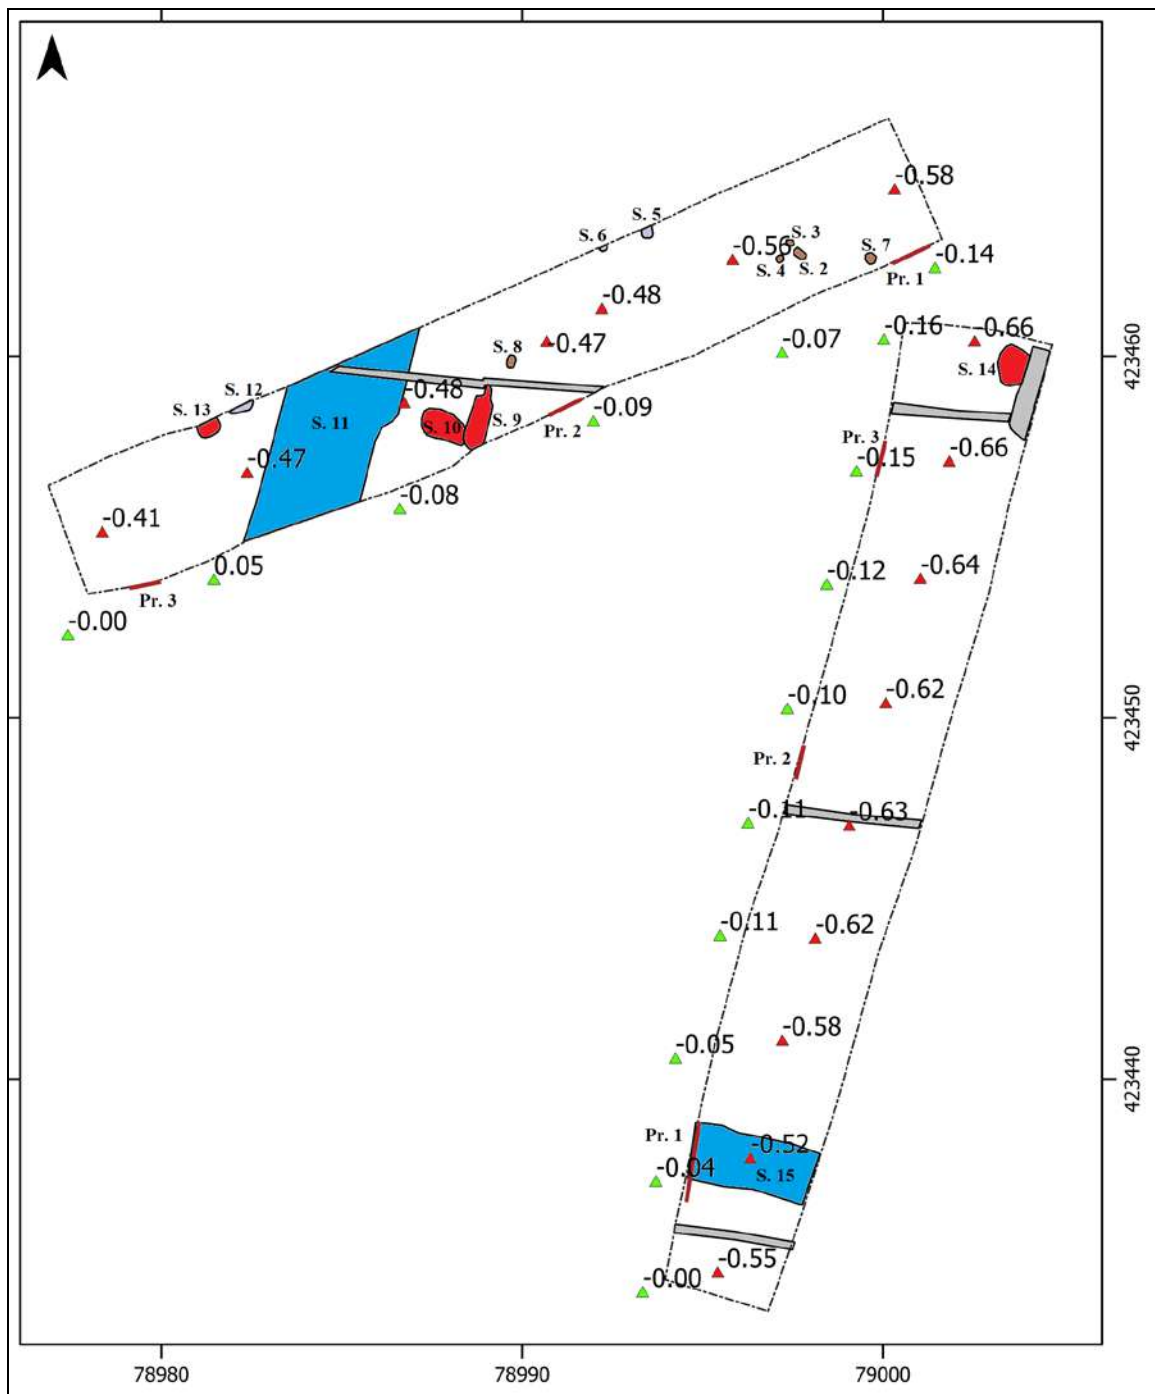 -0.58
S. 5
S. 6
S. 3
-0.56
S. 7
S. 4
S. 2
Pr. 1
-0.14
-0.48
-0.47
-0.07
-0.16
-0.66
S. 8
S. 14
423460
S. 12
-0.48
S. 13
S. 11
S. 10
S. 9
-0.09
Pr. 2
Pr. 3
-0.15
-0.66
-0.47
-0.08
-0.41
0.05
Pr. 3
-0.00
-0.12
-0.64
-0.10
-0.62
423450
Pr. 2
-0.11
-0.63
-0.11
-0.62
-0.05
-0.58
423440
Pr. 1
-0.52
-0.04
S. 15
-0.55
-0.00
78980
78990
79000